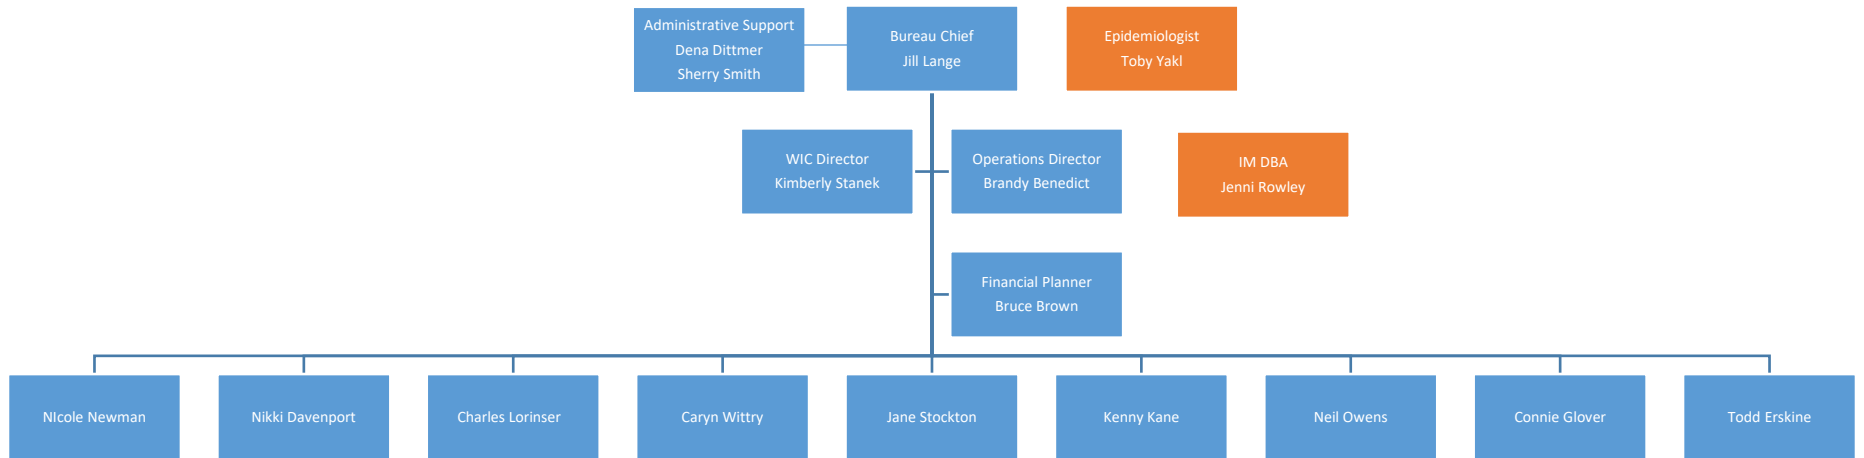 Administrative Support
Dena Dittmer
Sherry Smith
Bureau Chief
Jill Lange
Epidemiologist
Toby Yakl
WIC Director
Kimberly Stanek
Operations Director
Brandy Benedict
IM DBA
Jenni Rowley
Financial Planner
Bruce Brown
NIcole Newman
Nikki Davenport
Charles Lorinser
Caryn Wittry
Jane Stockton
Kenny Kane
Neil Owens
Connie Glover
Todd Erskine